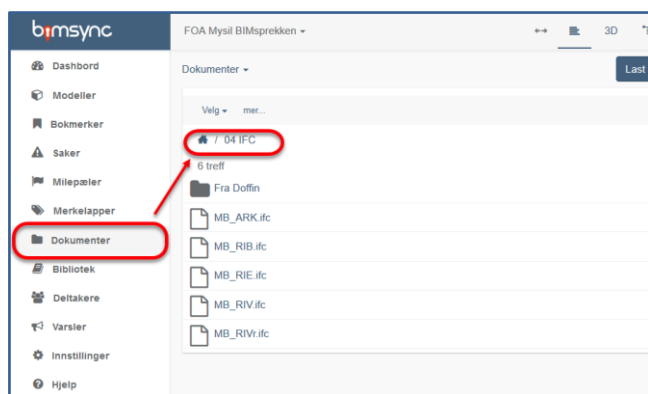 bimsync
FOA Mysil BIMsprekken
3D
Dashbord
Modeller
Bokmerker
Saker
Milepæler
Merkelapper
Dokumenter
Bibliotek
Deltakere
Varsler
Innstillinger
Hjelp
Dokumenter
Last
Velg mer...
/ 04 IFC
6 treff
Fra Doffin
MB_ARK.ifc
MB_RIB.ifc
MB_RIE.ifc
MB_RIV.ifc
MB_RIVr.ifc